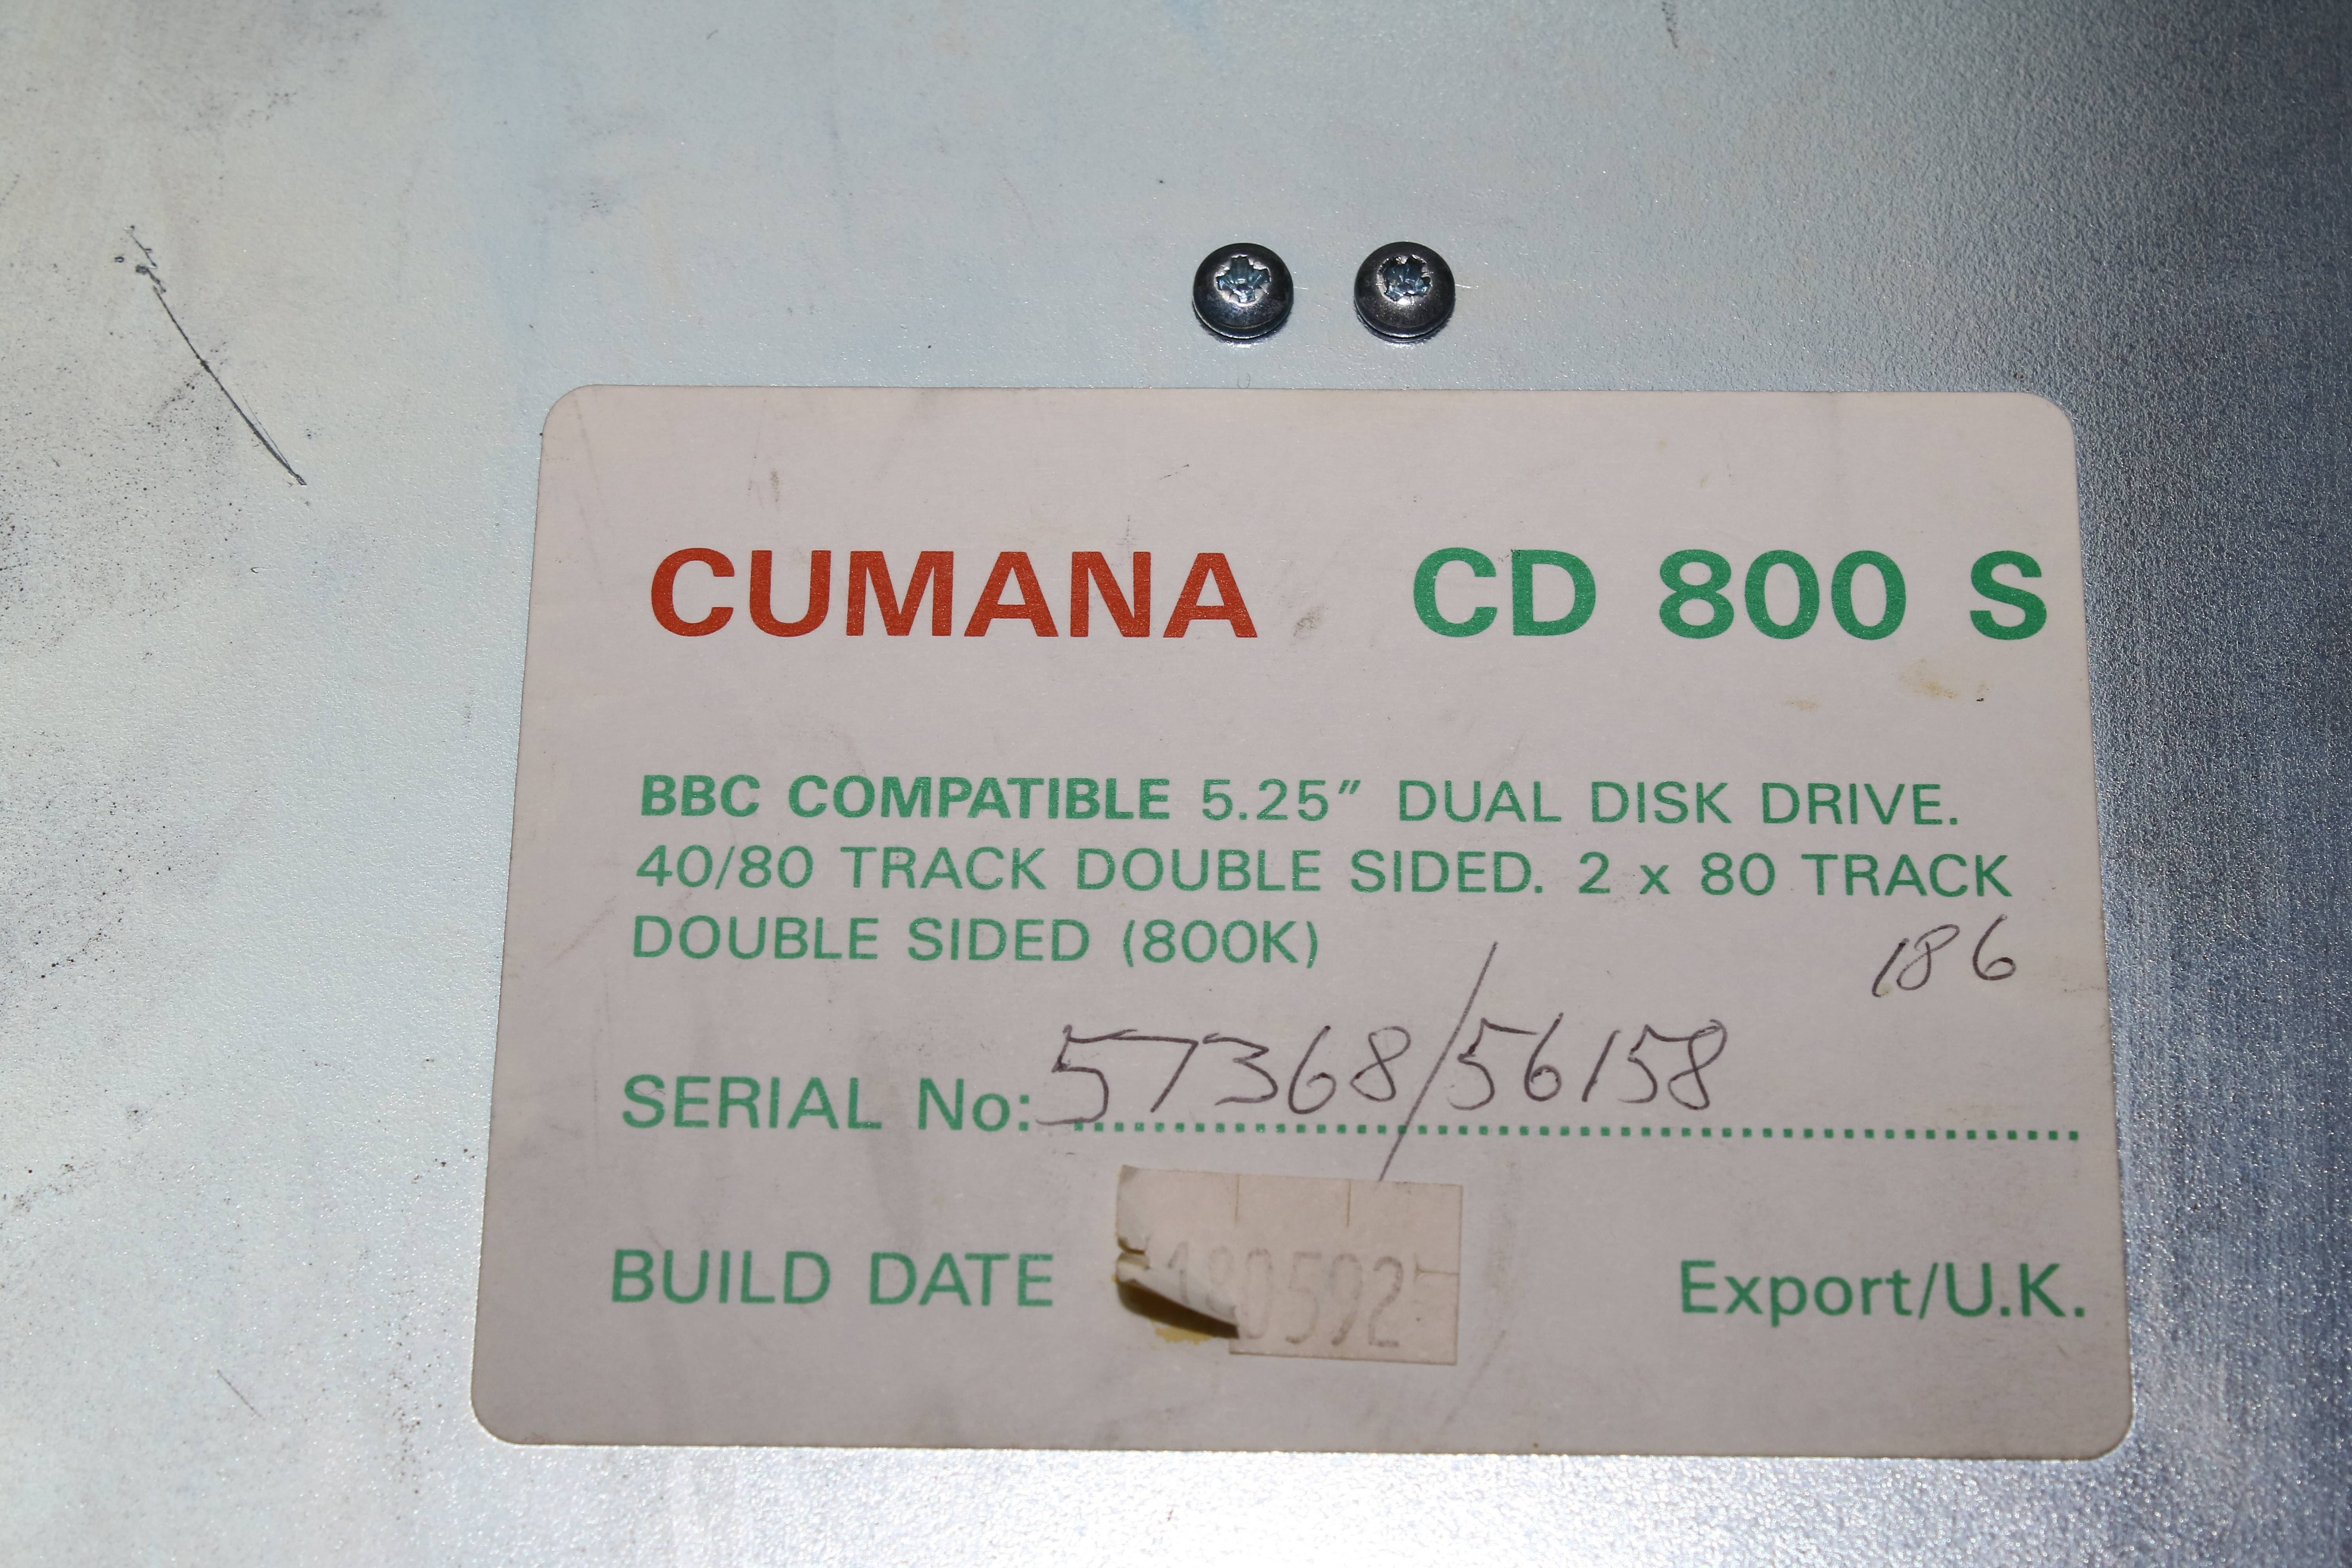 CUMANA CD 800 S
BBC COMPATIBLE 5.25" DUAL DISK DRIVE.
40/80 TRACK DOUBLE SIDED. 2 x 80 TRACK
DOUBLE SIDED (800K)
186
SERIAL No: 57368/56158
BUILD DATE 180592 Export/U.K.